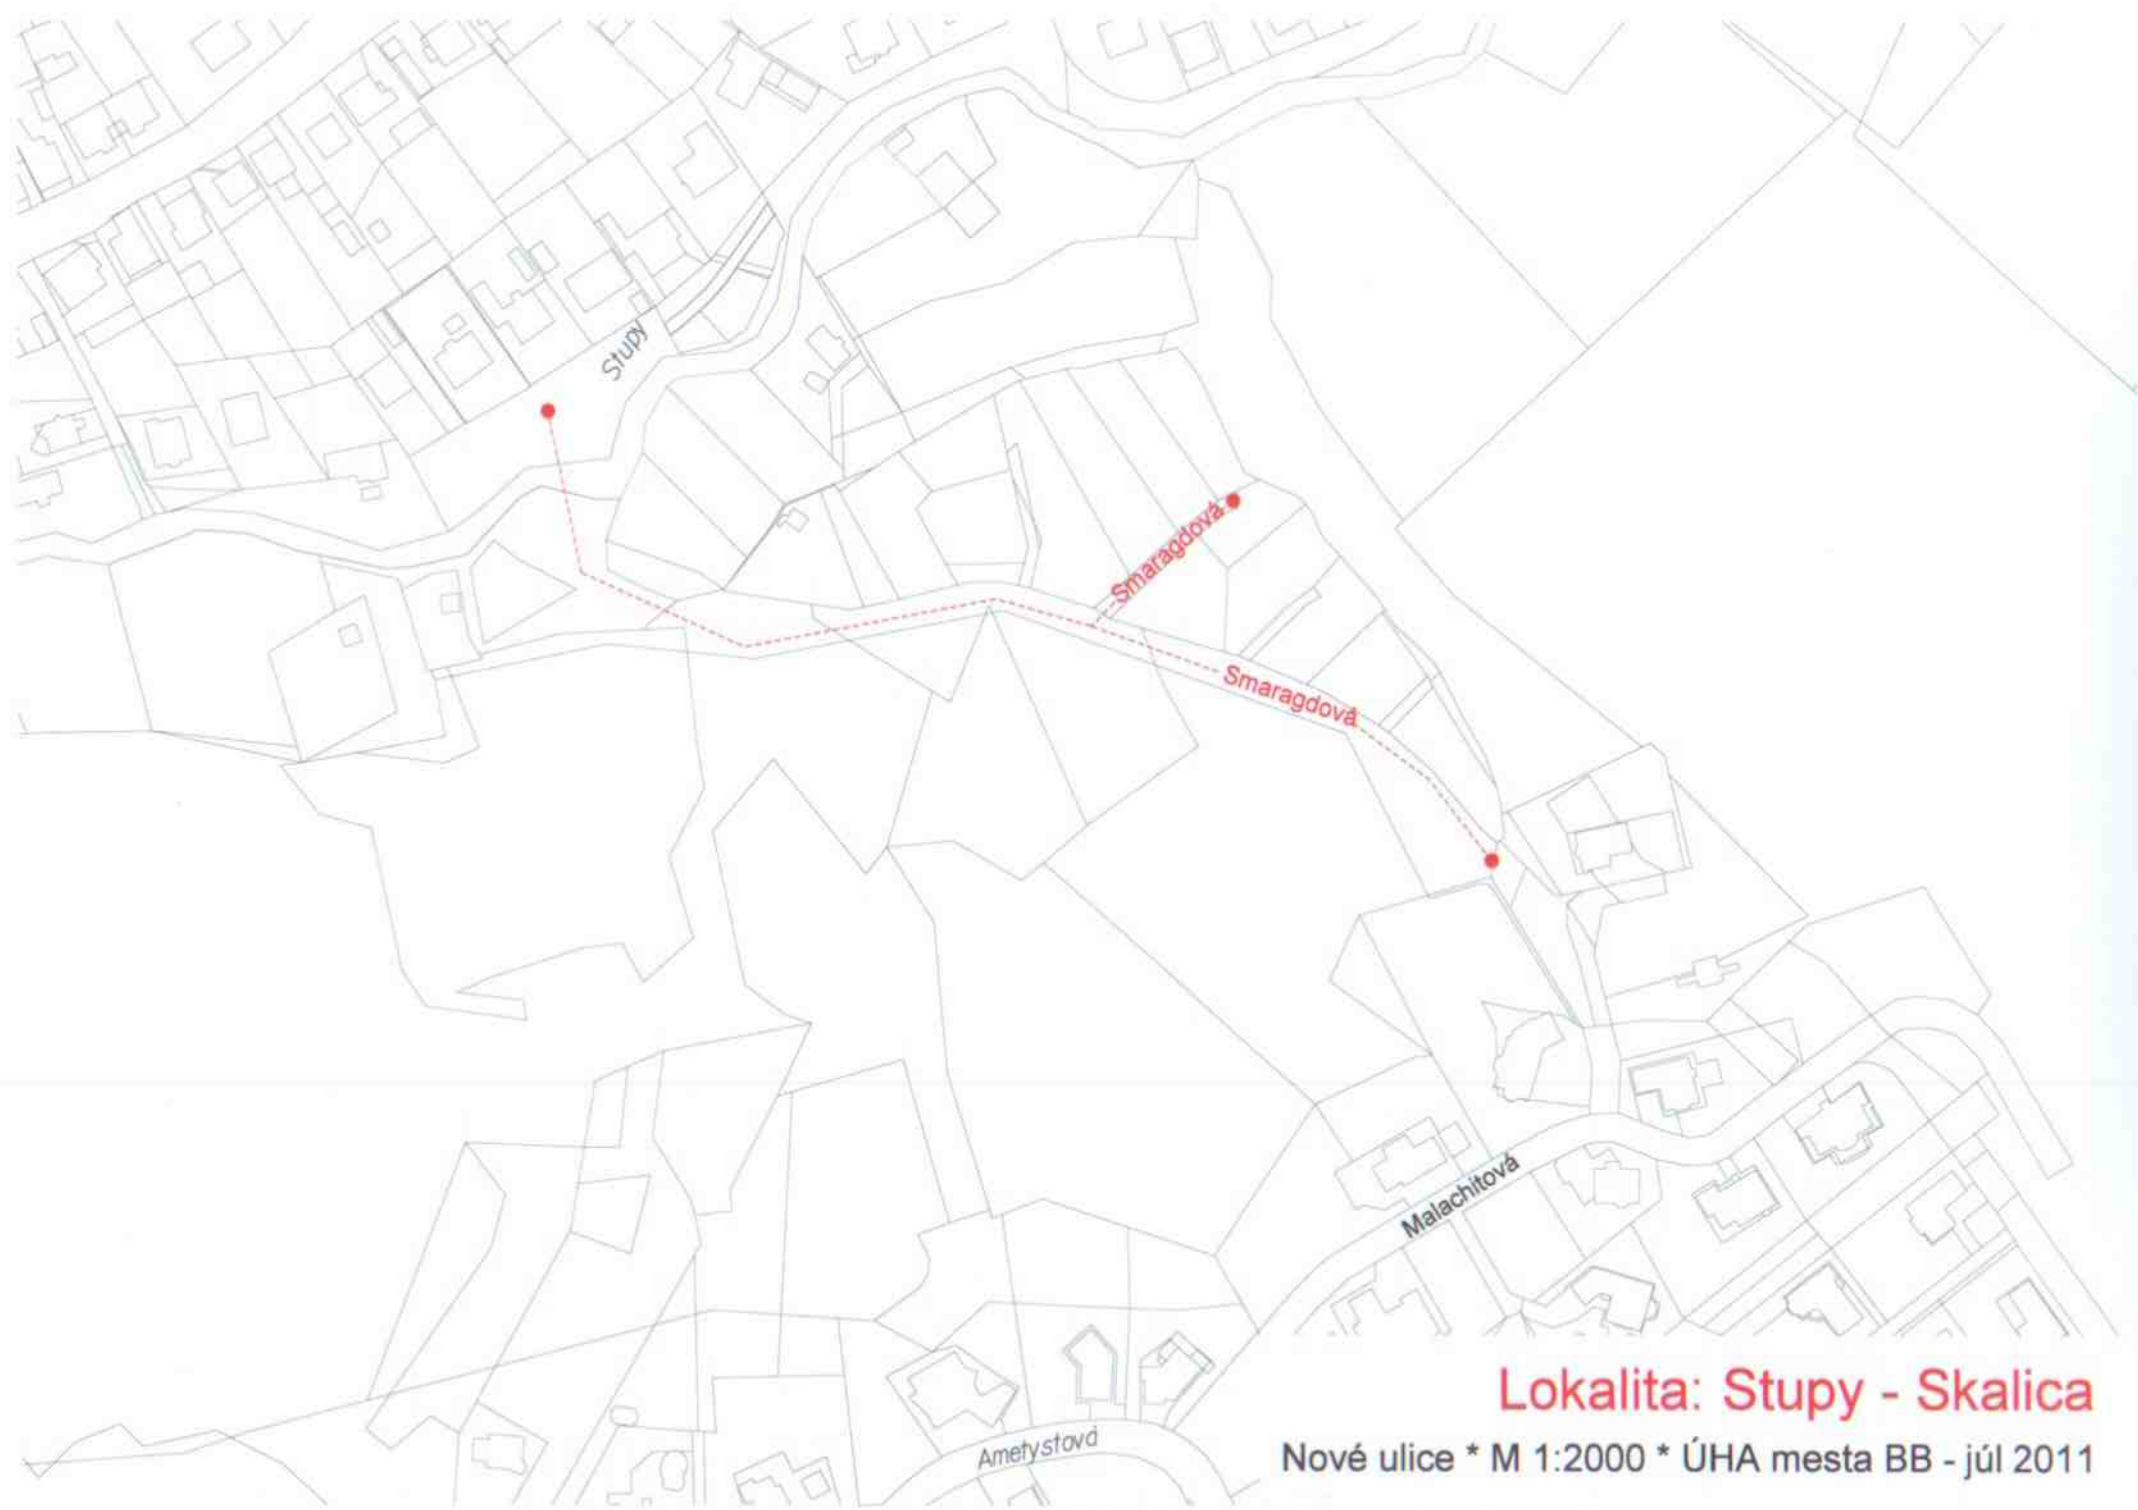 Stupy
Smaragdová
Smaragdová
Malachitová
Ametystová
Lokalita: Stupy - Skalica
Nové ulice * M 1:2000 * ÚHA mesta BB - júl 2011